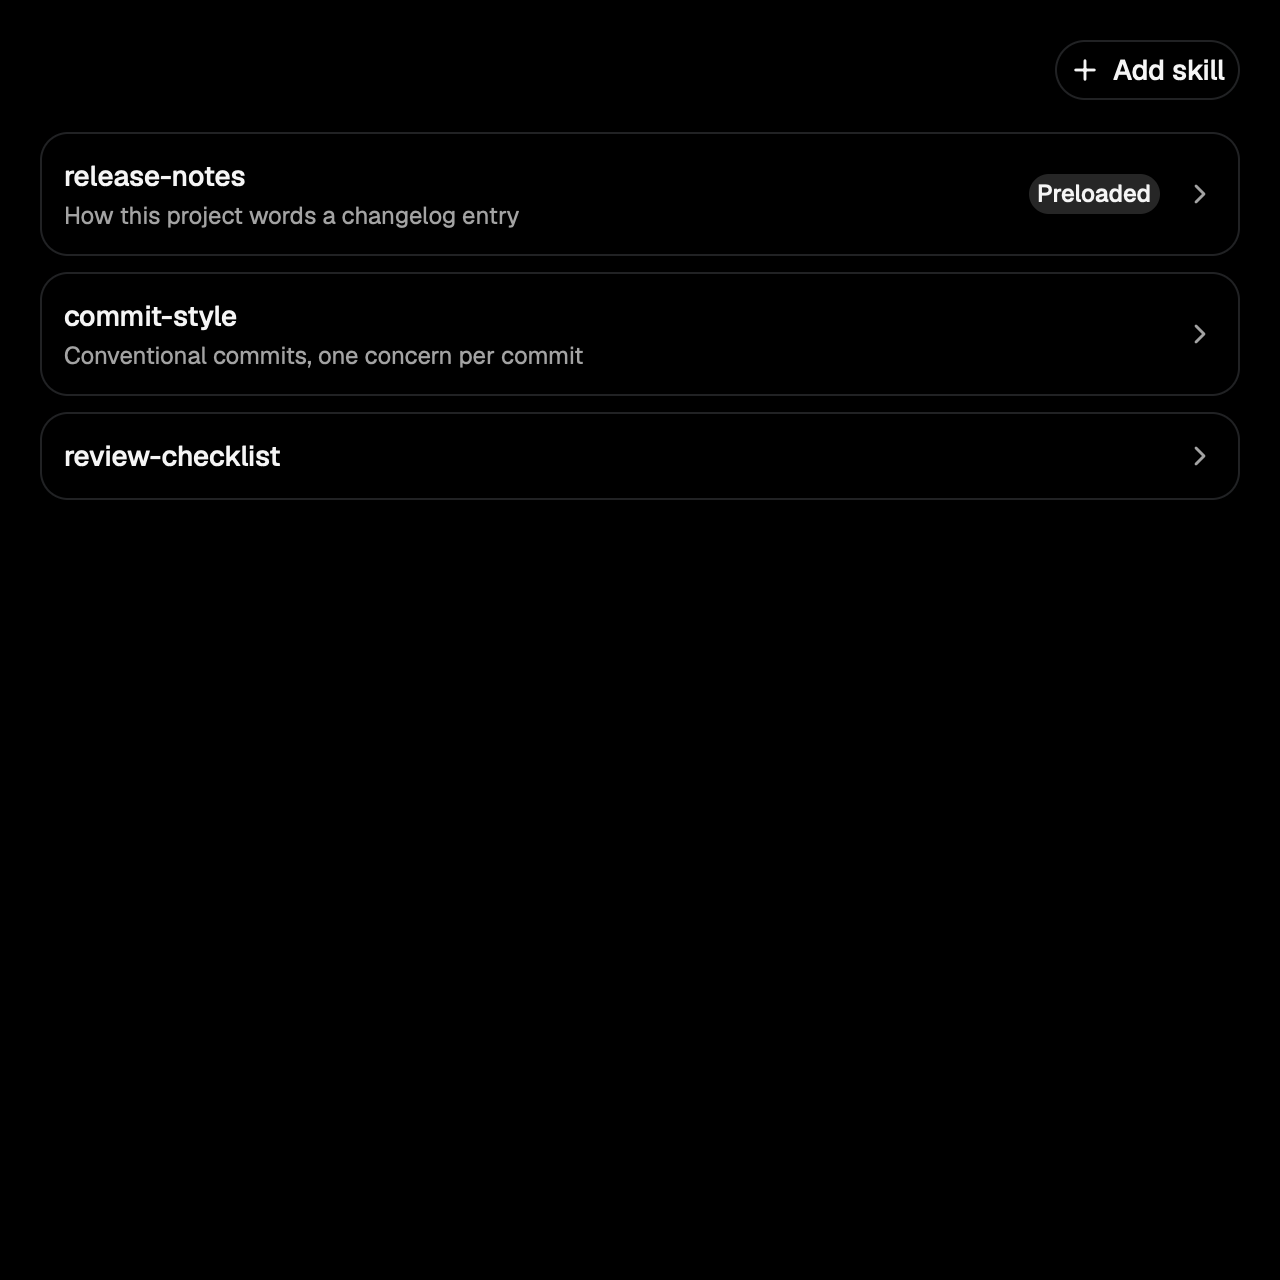 Add skill
release-notes
How this project words a changelog entry
Preloaded
commit-style
Conventional commits, one concern per commit
review-checklist